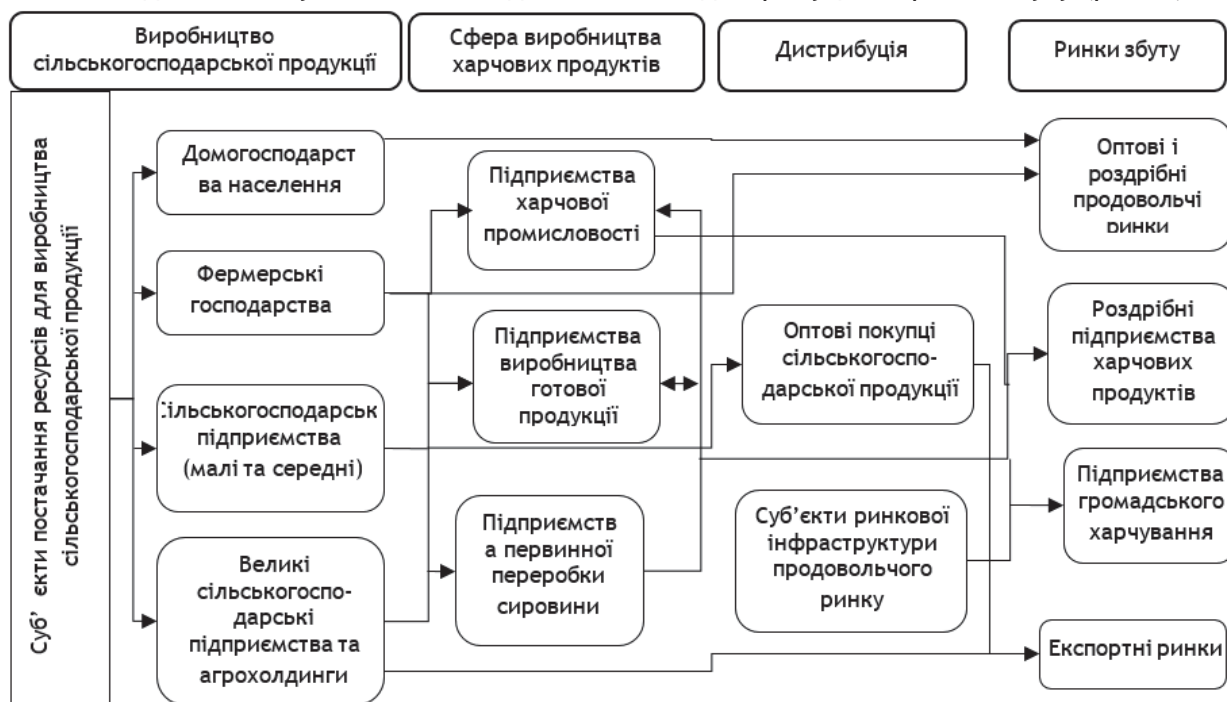 Виробництво
сільськогосподарської продукції
Сфера виробництва
харчових продуктів
Дистрибуція
Ринки збуту
Суб’ єкти постачання ресурсів для виробництва
сільськогосподарської продукції
Домогосподарст
ва населення
Фермерські
господарства
Сільськогосподарськ
підприємства
(малі та середні)
Великі
сільськогоспо-
дарські
підприємства та
агрохолдинги
Підприємства
харчової
промисловості
Підприємства
виробництва
готової
продукції
Підприємств
а первинної
переробки
сировини
Оптові покупці
сільськогоспо-
дарської продукції
Суб’єкти ринкової
інфраструктури
продовольчого
ринку
Оптові і
роздрібні
продовольчі
ринки
Роздрібні
підприємства
харчових
продуктів
Підприємства
громадського
харчування
Експортні ринки